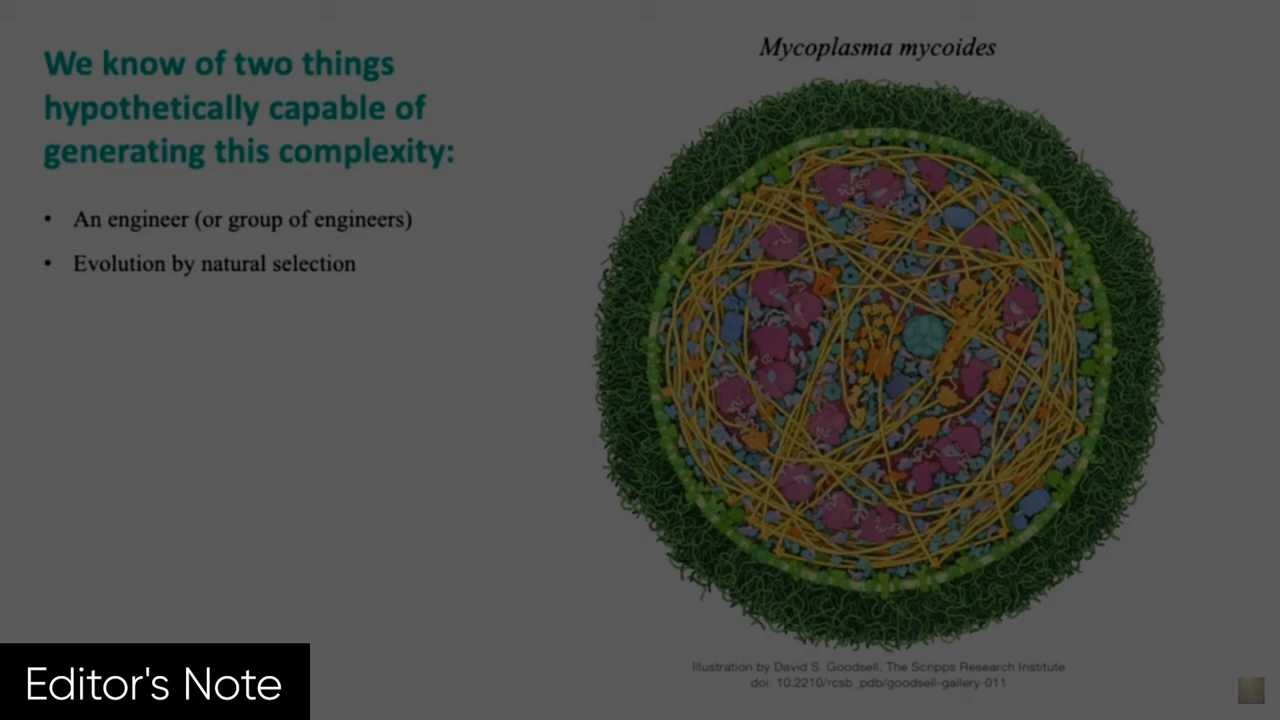 We know of two things
hypothetically capable of
generating this complexity:
• An engineer (or group of engineers)
• Evolution by natural selection
Mycoplasma mycoides
Illustration by David S. Goodsell, The Scripps Research Institute
doi: 10.2210/rcsb_pdb/goodsell-gallery-011
Editor's Note